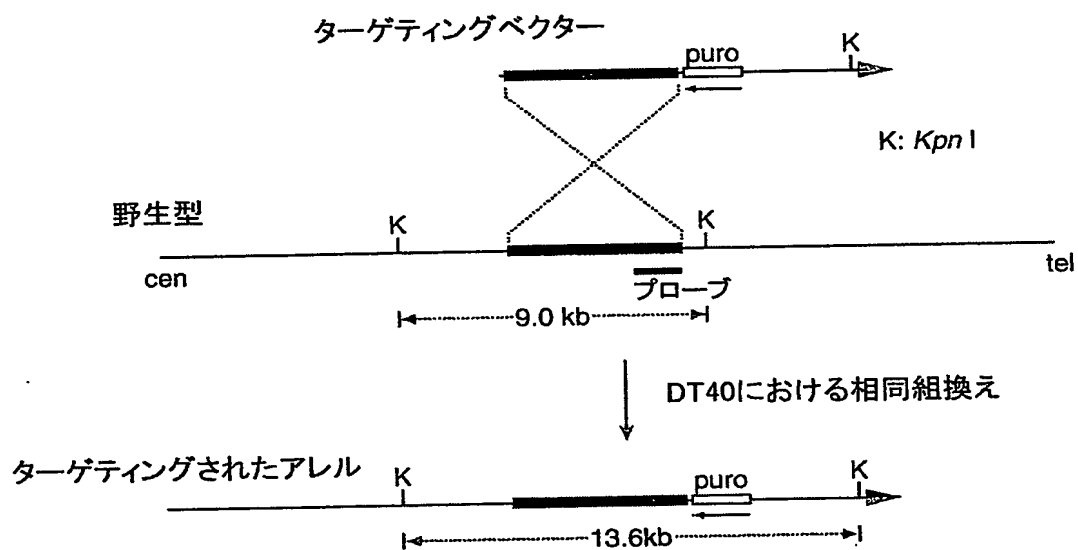 ターゲティングベクター
puro
K
K: Kpn I
野生型
K
K
cen
tel
プローブ
9.0 kb
DT40における相同組換え
ターゲティングされたアレル
K
puro
K
13.6kb